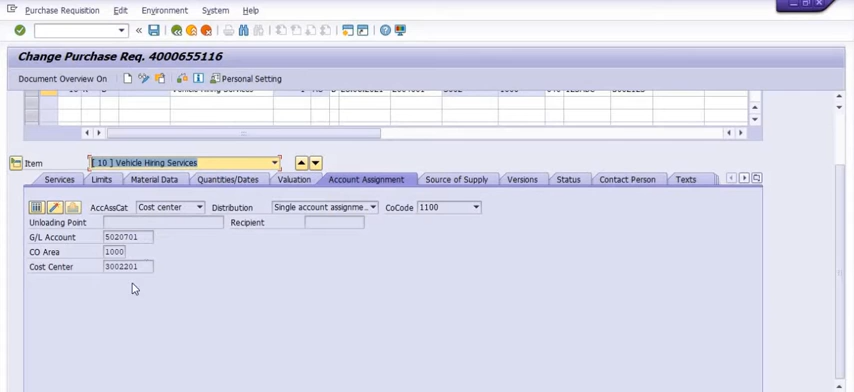 Purchase Requisition Edit Environment System Help
Change Purchase Req. 4000655116
Document Overview On Personal Setting
Vehicle Hiring Services
Item [ 10 ] Vehicle Hiring Services
Services Limits Material Data Quantities/Dates Valuation Account Assignment Source of Supply Versions Status Contact Person Texts
AccAssCat Cost center Distribution Single account assignme.. CoCode 1100
Unloading Point Recipient
G/L Account 5020701
CO Area 1000
Cost Center 3002201